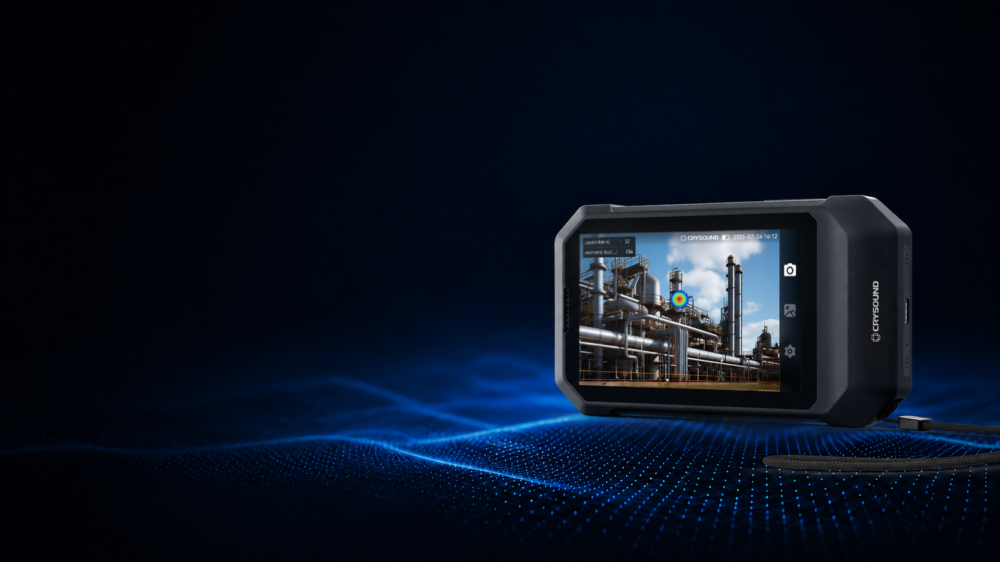 Leak(ml/min) : 32
economic loss(...) : 856
CRYSOUND 2025-07-24 16:12
CRYSOUND